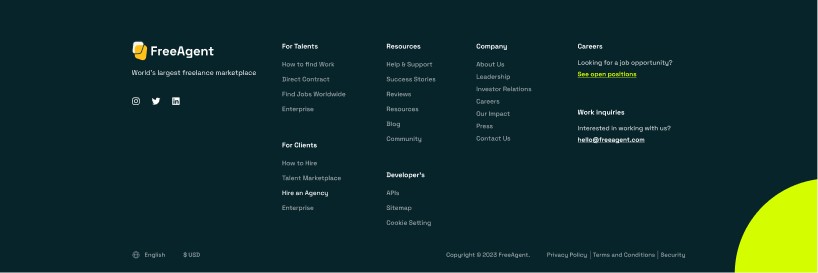 FreeAgent
World's largest freelance marketplace
For Talents
How to find Work
Direct Contract
Find Jobs Worldwide
Enterprise
For Clients
How to Hire
Talent Marketplace
Hire an Agency
Enterprise
Resources
Help & Support
Success Stories
Reviews
Resources
Blog
Community
Developer's
APIs
Sitemap
Cookie Setting
Company
About Us
Leadership
Investor Relations
Careers
Our Impact
Press
Contact Us
Careers
Looking for a job opportunity?
See open positions
Work Inquiries
Interested in working with us?
hello@freeagent.com
English
$ USD
Copyright © 2023 FreeAgent.
Privacy Policy | Terms and Conditions | Security